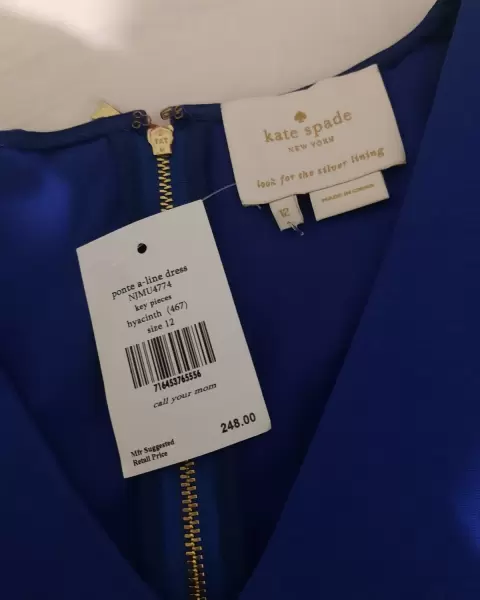 kate spade
NEW YORK
look for the silver lining
12
ponte a-line dress
NJMU4774
key pieces
hyacinth (467)
size 12
716453765556
call your mom
Mfr Suggested
Retail Price
248.00